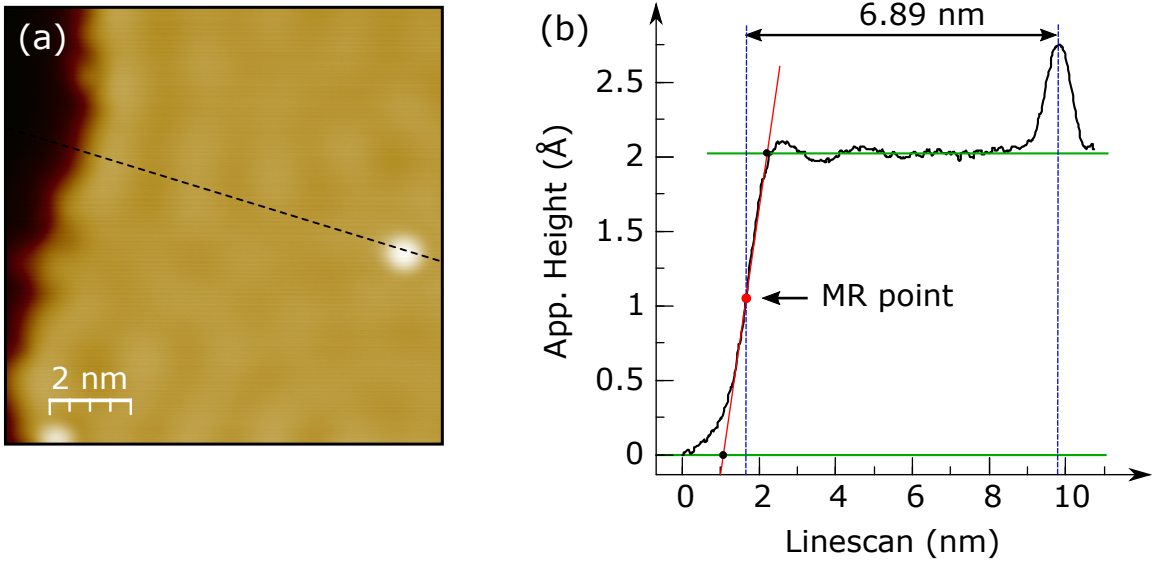 (a)
2 nm
(b)
6.89 nm
App. Height (Å)
2.5
2
1.5
1
0.5
0
MR point
0 2 4 6 8 10
Linescan (nm)